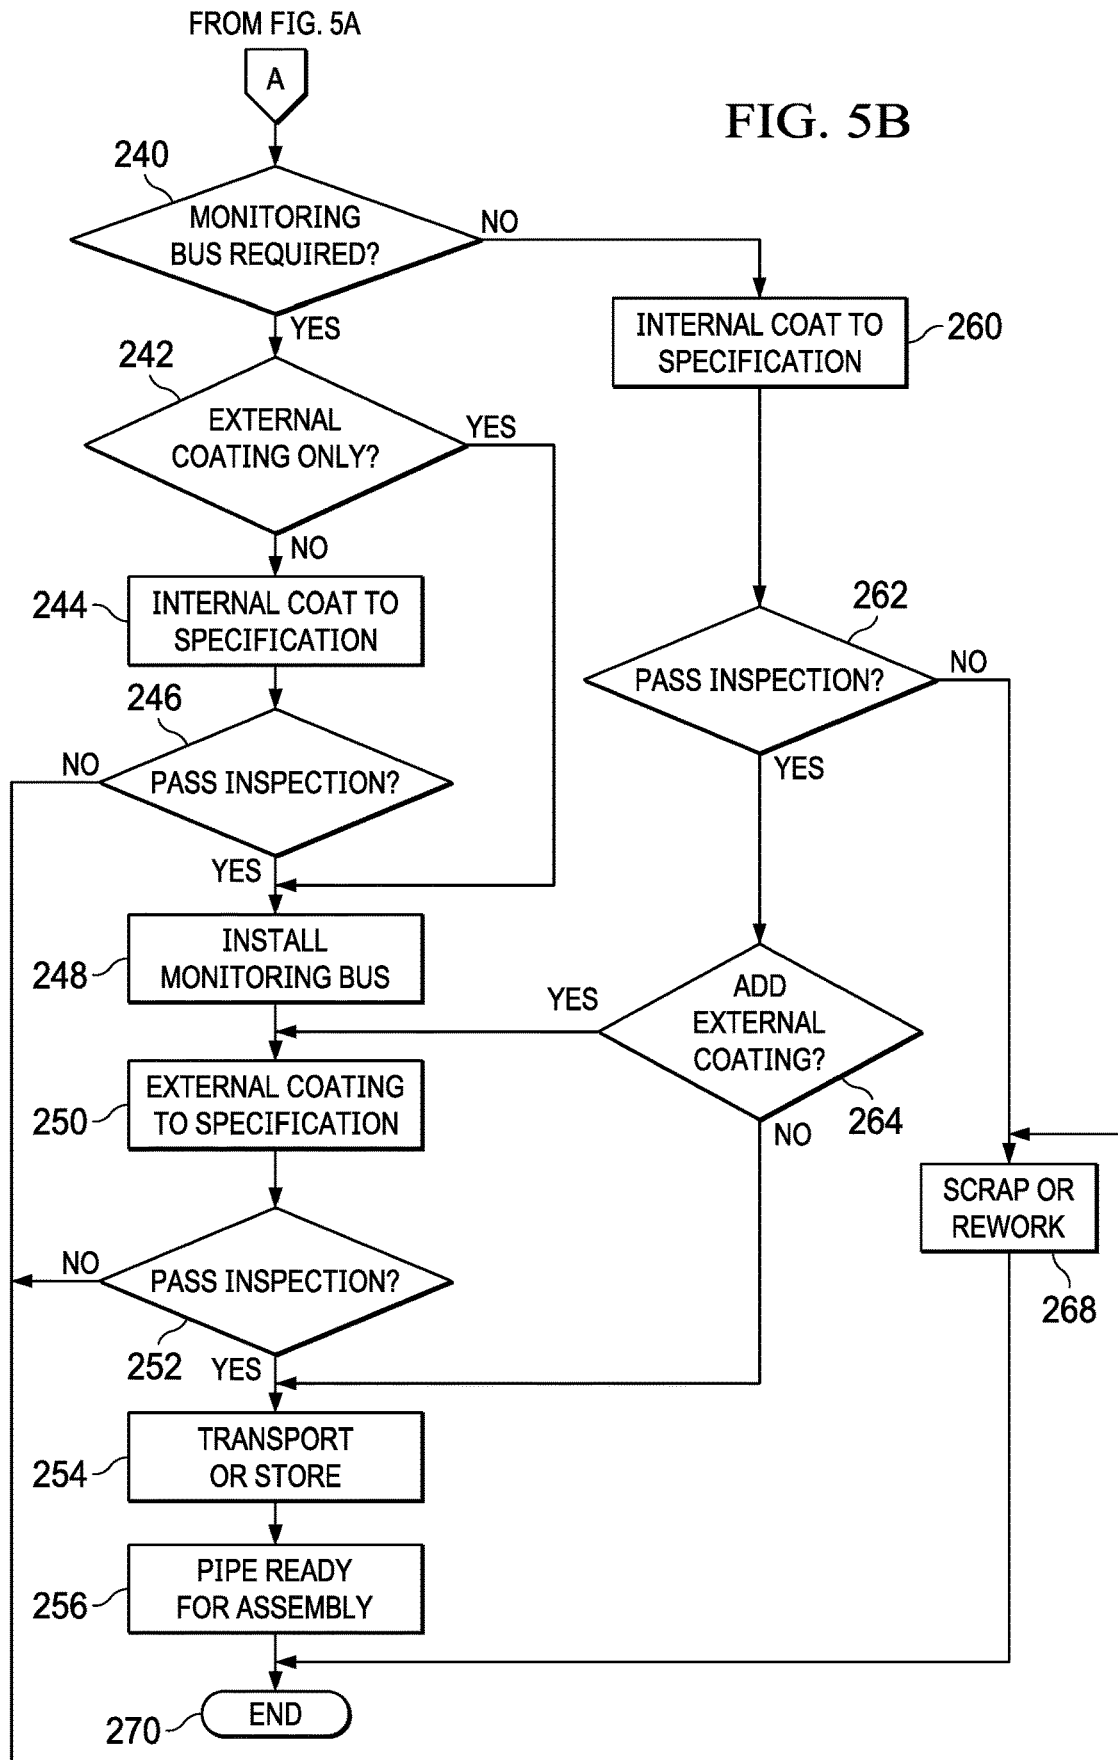 FROM FIG. 5A
A
FIG. 5B
240
MONITORING
BUS REQUIRED?
NO
YES
INTERNAL COAT TO
SPECIFICATION
260
242
EXTERNAL
COATING ONLY?
YES
NO
244
INTERNAL COAT TO
SPECIFICATION
262
PASS INSPECTION?
NO
YES
246
NO
PASS INSPECTION?
YES
248
INSTALL
MONITORING BUS
YES
ADD
EXTERNAL
COATING?
264
NO
250
EXTERNAL COATING
TO SPECIFICATION
SCRAP OR
REWORK
268
NO
PASS INSPECTION?
252
YES
254
TRANSPORT
OR STORE
256
PIPE READY
FOR ASSEMBLY
270
END